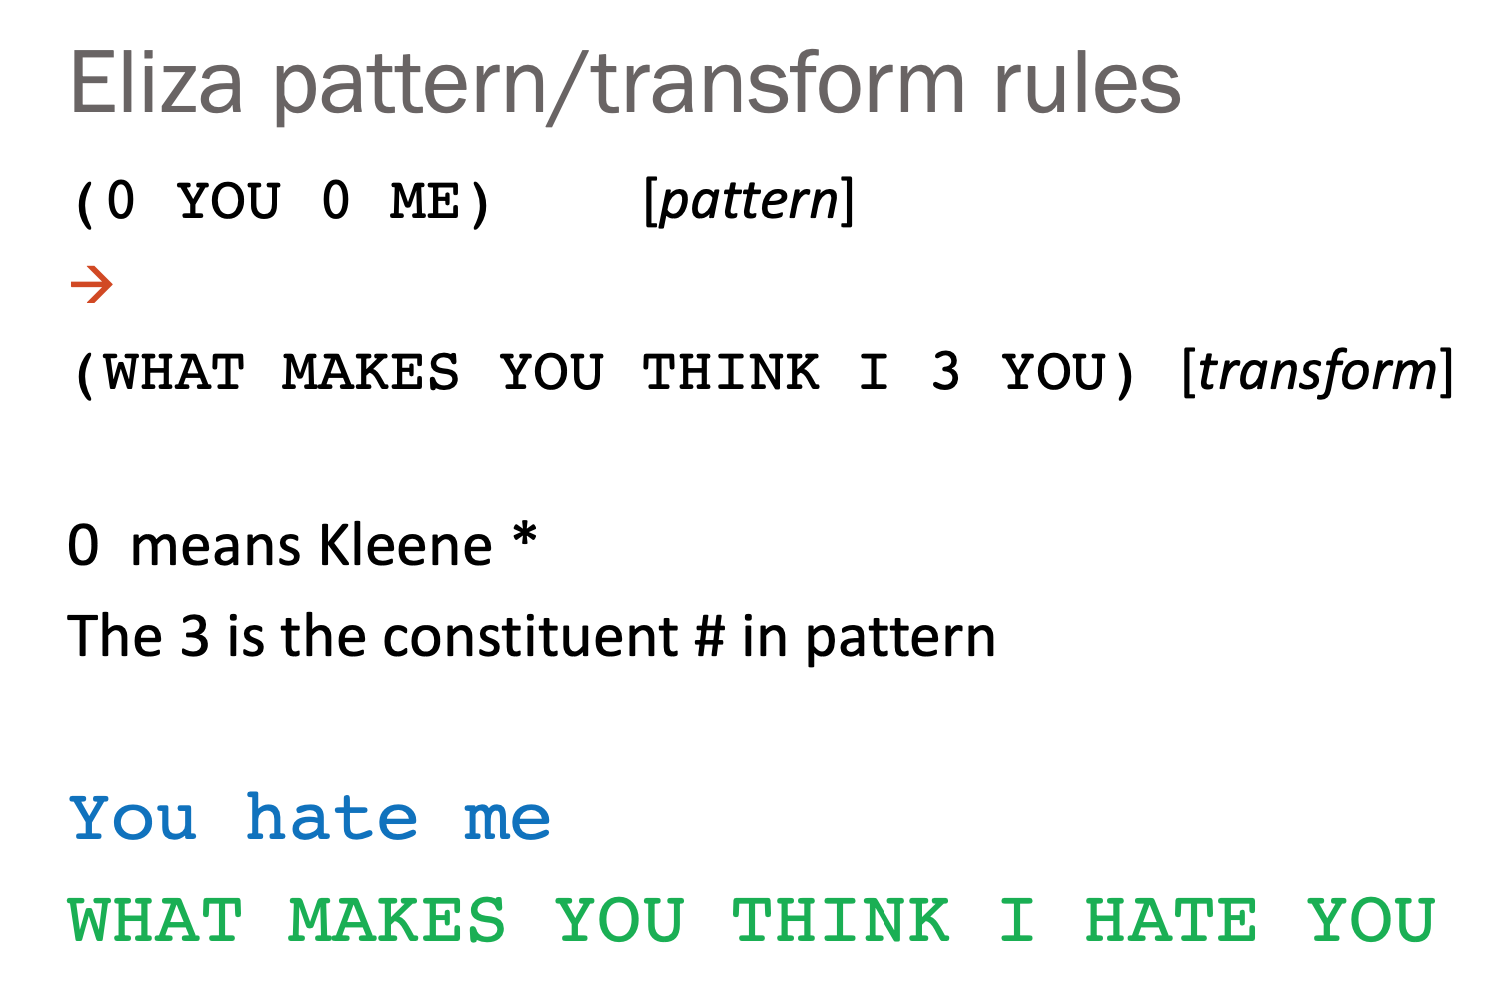 Eliza pattern/transform rules
(0 YOU 0 ME) [pattern]
→
(WHAT MAKES YOU THINK I 3 YOU) [transform]
0 means Kleene *
The 3 is the constituent # in pattern
You hate me
WHAT MAKES YOU THINK I HATE YOU